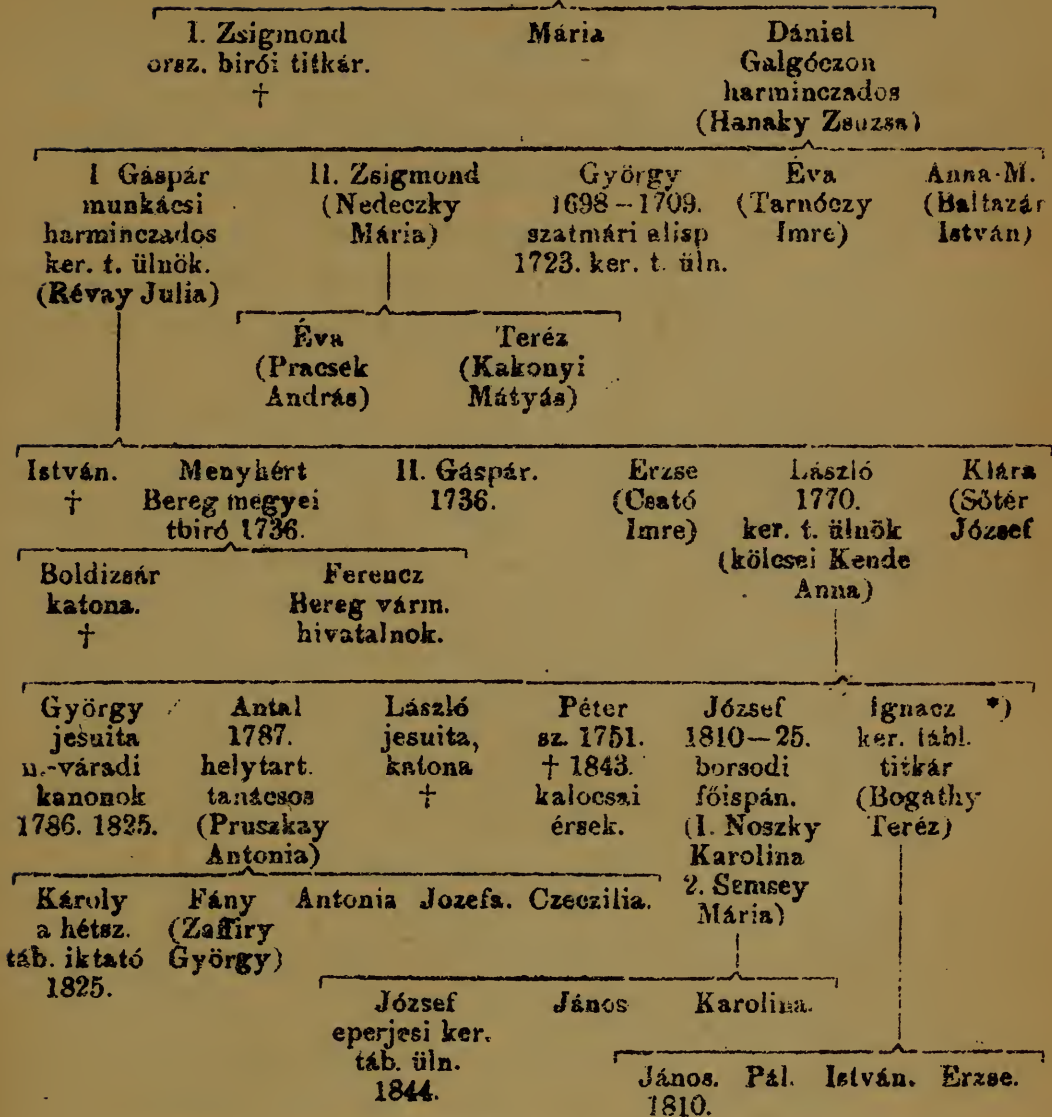 I. Zsigmond Mária Dániel
orsz. birói titkár. Galgóczon
† harminczados
(Hanaky Zsuzsa)
I Gáspár II. Zsigmond György Éva Anna-M.
munkácsi (Nedeczky 1698–1709. (Tarnóczy (Baltazár
harminczados Mária) szatmári alisp Imre) István)
ker. t. ülnök. 1723. ker. t. üln.
(Révay Julia)
Éva Teréz
(Pracsek (Kakonyi
András) Mátyás)
István. Menyhért II. Gáspár. Erzse László Klára
† Bereg megyei 1736. (Csató 1770. (Sőtér
tbiró 1736. Imre) ker. t. ülnök József
Boldizsár Ferencz (kölcsei Kende
katona. Bereg várm. Anna)
† hivatalnok.
György Antal László Péter József Ignacz *)
jesuita 1787. jesuita, sz. 1751. 1810–25. ker. tábl.
n.-váradi helytart. katona † 1843. borsodi titkár
kanonok tanácsos † kalocsai főispán. (Bogathy
1786. 1825. (Pruszkay érsek. (I. Noszky Teréz)
Antonia) Karolina
Károly Fány Antonia Jozefa. Czeczilia. 2. Semsey
a hétsz. (Zaffiry Mária)
táb. iktató György)
1825.
József János Karolina.
eperjesi ker.
táb. üln.
1844.
János. Pál. István. Erzse.
1810.